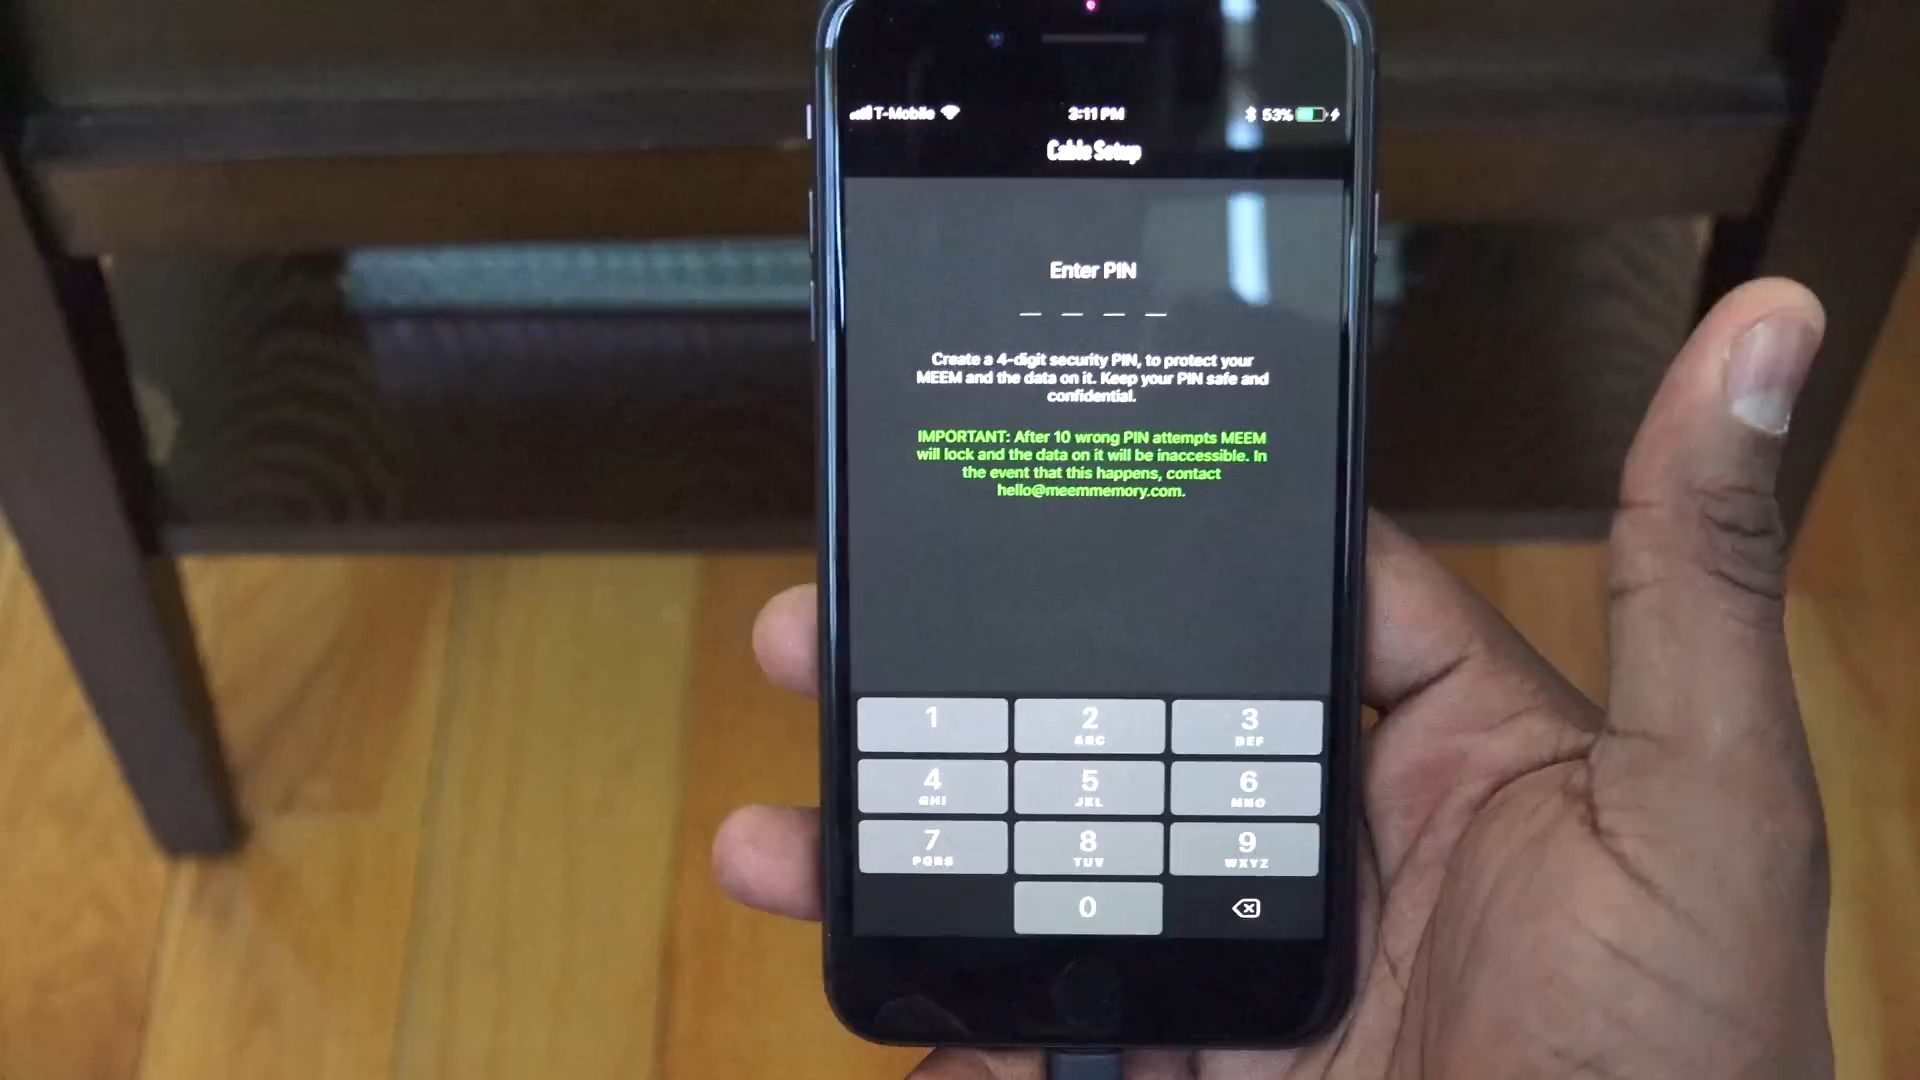 T-Mobile 3:11 PM 53%
Cable Setup
Enter PIN
Create a 4-digit security PIN, to protect your
MEEM and the data on it. Keep your PIN safe and
confidential.
IMPORTANT: After 10 wrong PIN attempts MEEM
will lock and the data on it will be inaccessible. In
the event that this happens, contact
hello@meemmemory.com.
1 2 3
ABC DEF
4 5 6
GHI JKL MNO
7 8 9
PQRS TUV WXYZ
0